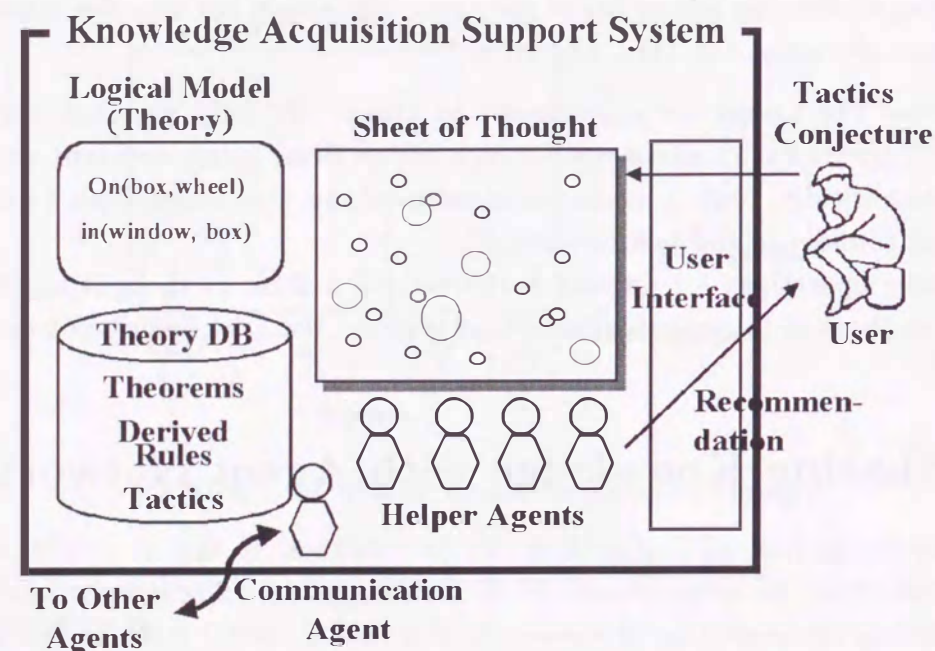 Knowledge Acquisition Support System
Logical Model
(Theory)
On(box,wheel)
in(window, box)
Theory DB
Theorems
Derived
Rules
Tactics
Sheet of Thought
Helper Agents
User
Interface
Tactics
Conjecture
User
Recommen-
dation
To Other
Agents
Communication
Agent